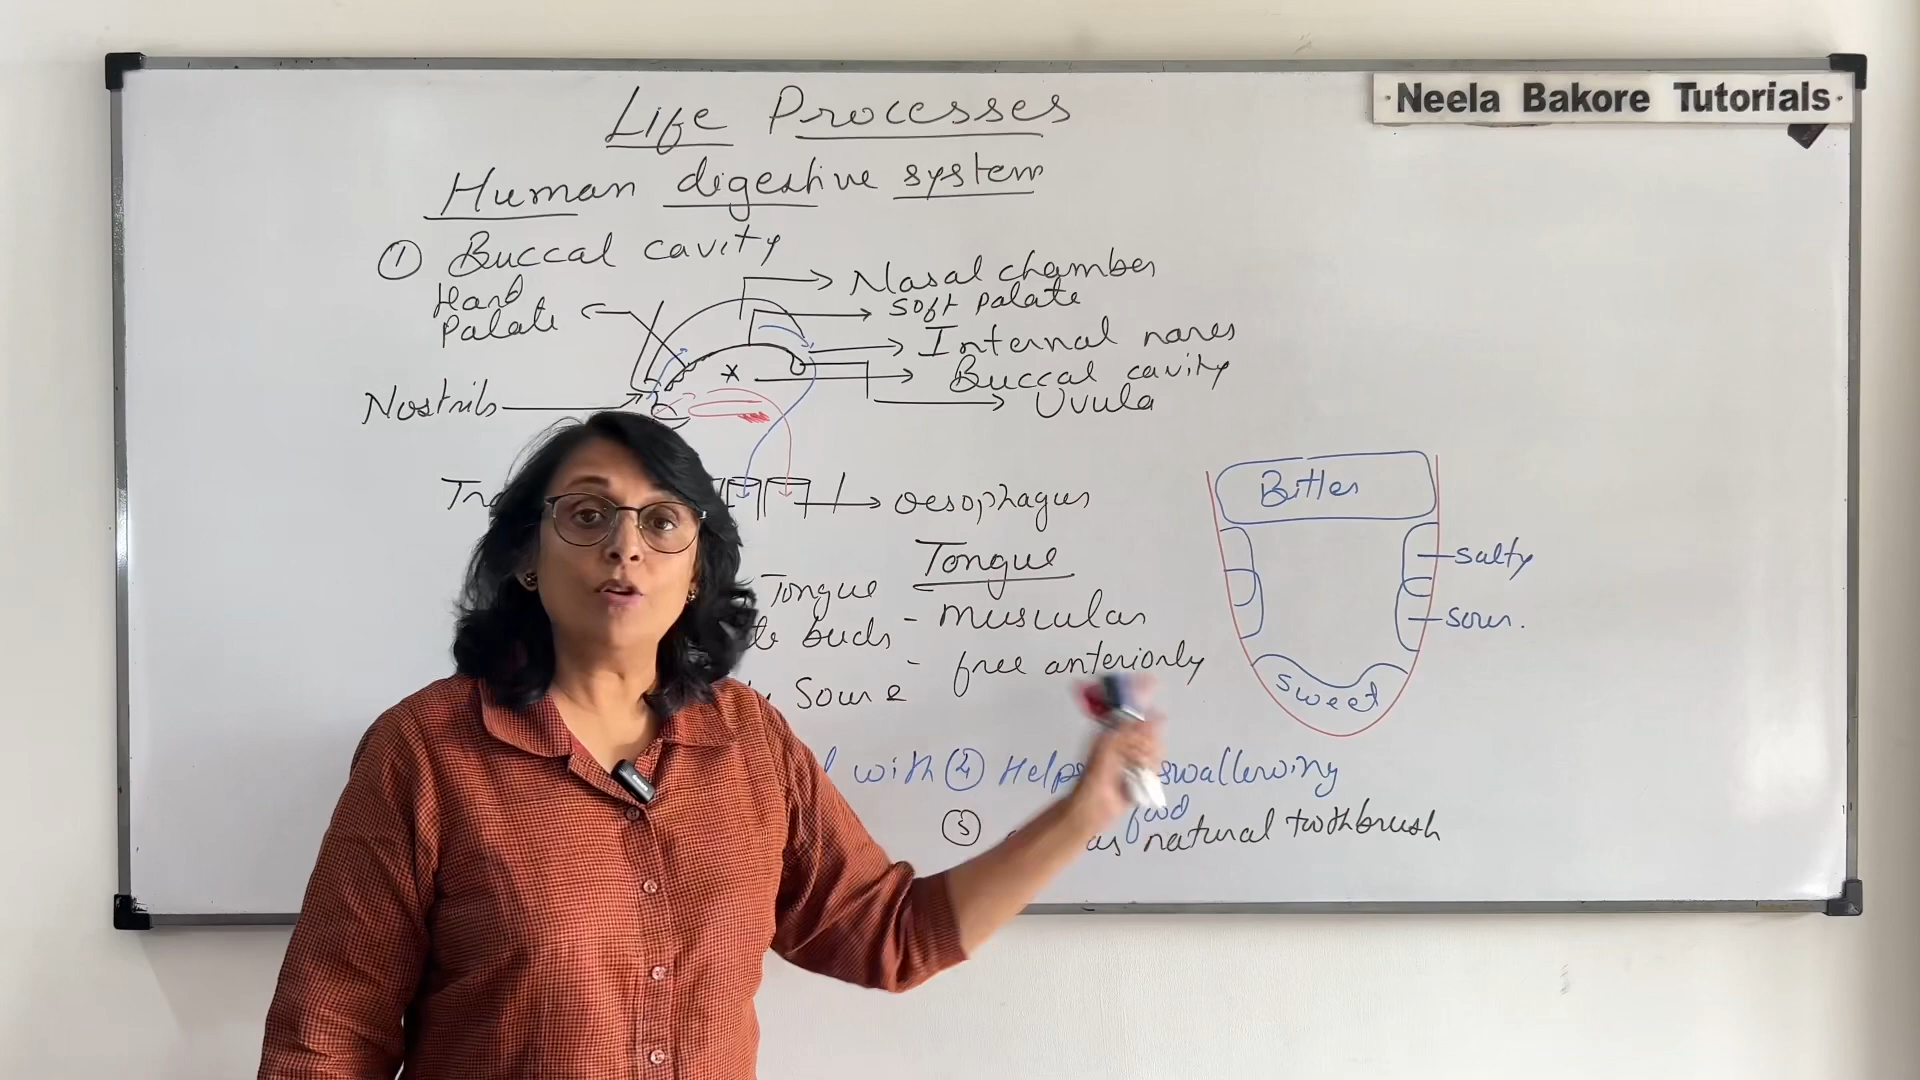 · Neela Bakore Tutorials ·
Life Processes
Human digestive system
① Buccal cavity
Hard
Palate
Nasal chamber
Soft palate
Internal nares
Buccal cavity
Uvula
Nostrils
oesophagus
Tongue
Tongue
buds
- muscular
- free anteriorly
Sour &
with ④ Helps swallowing
food
⑤ as natural toothbrush
Bitter
salty
sour.
sweet